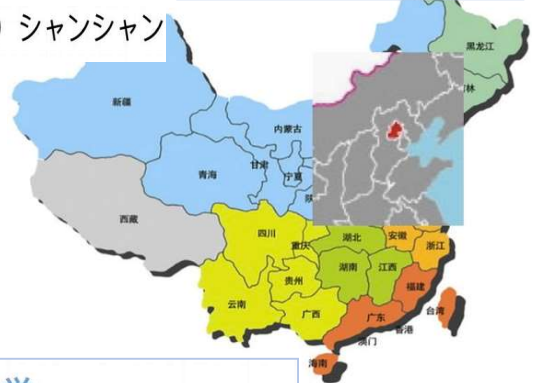 シャンシャン
黒龙江
林
新疆
内蒙古
甘肃
宁夏
青海
陕
西藏
四川
重庆
湖北
安徽
浙江
湖南
江西
贵州
福建
云南
广西
广东
台湾
香港
澳门
海南